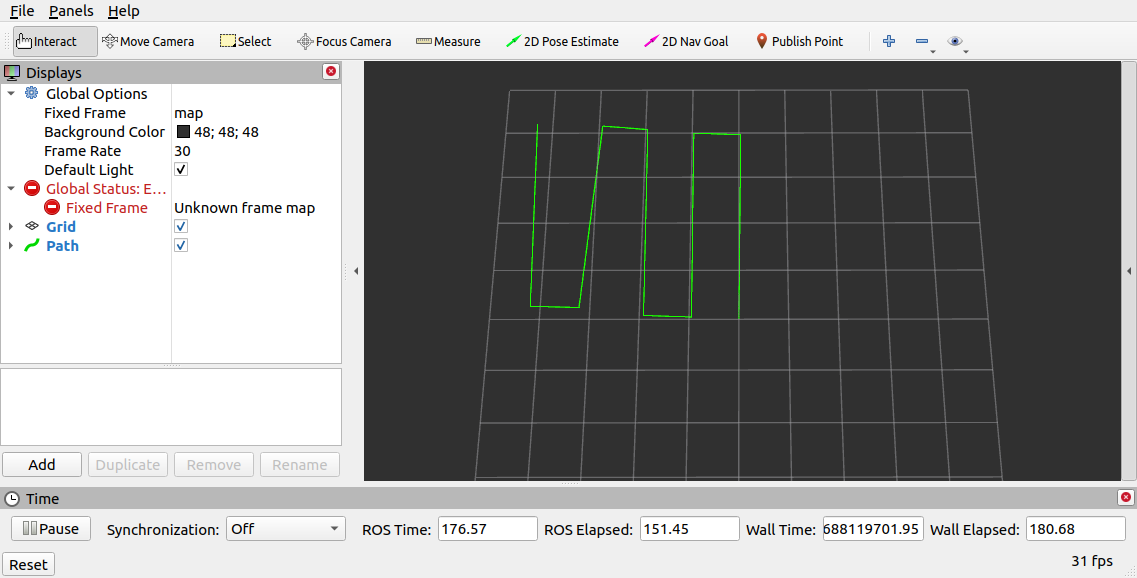 File Panels Help
Interact Move Camera Select Focus Camera Measure 2D Pose Estimate 2D Nav Goal Publish Point
Displays
Global Options
Fixed Frame map
Background Color 48; 48; 48
Frame Rate 30
Default Light
Global Status: E...
Fixed Frame Unknown frame map
Grid
Path
Add Duplicate Remove Rename
Time
Pause Synchronization: Off ROS Time: 176.57 ROS Elapsed: 151.45 Wall Time: 688119701.95 Wall Elapsed: 180.68
Reset 31 fps